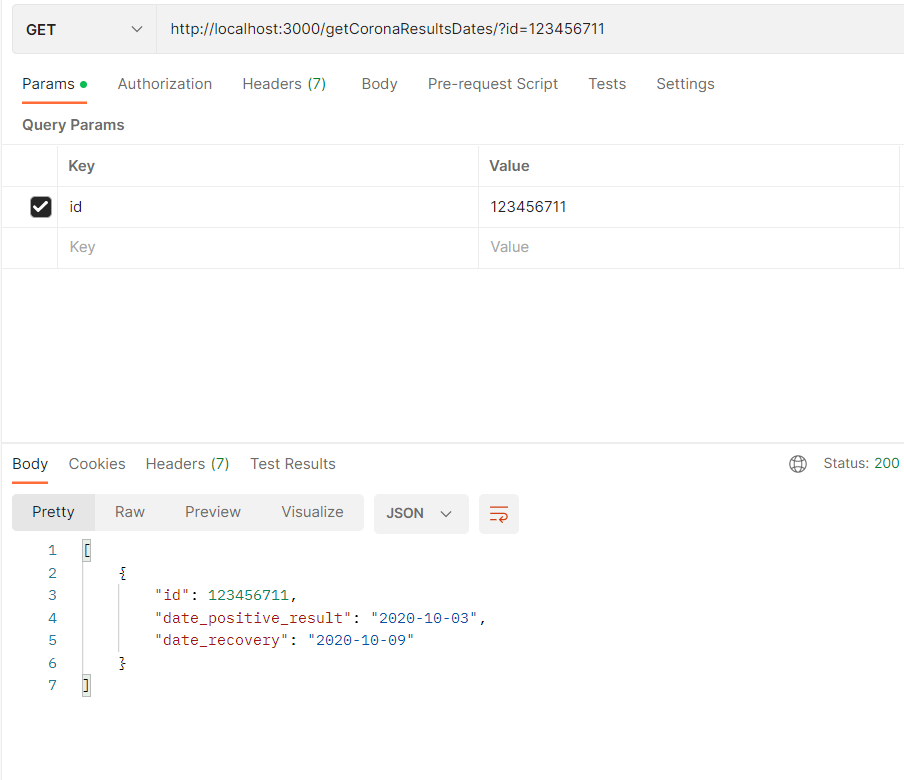 GET http://localhost:3000/getCoronaResultsDates/?id=123456711
Params Authorization Headers (7) Body Pre-request Script Tests Settings
Query Params
Key Value
id 123456711
Key Value
Body Cookies Headers (7) Test Results Status: 200
Pretty Raw Preview Visualize JSON
1 [
2 {
3 "id": 123456711,
4 "date_positive_result": "2020-10-03",
5 "date_recovery": "2020-10-09"
6 }
7 ]